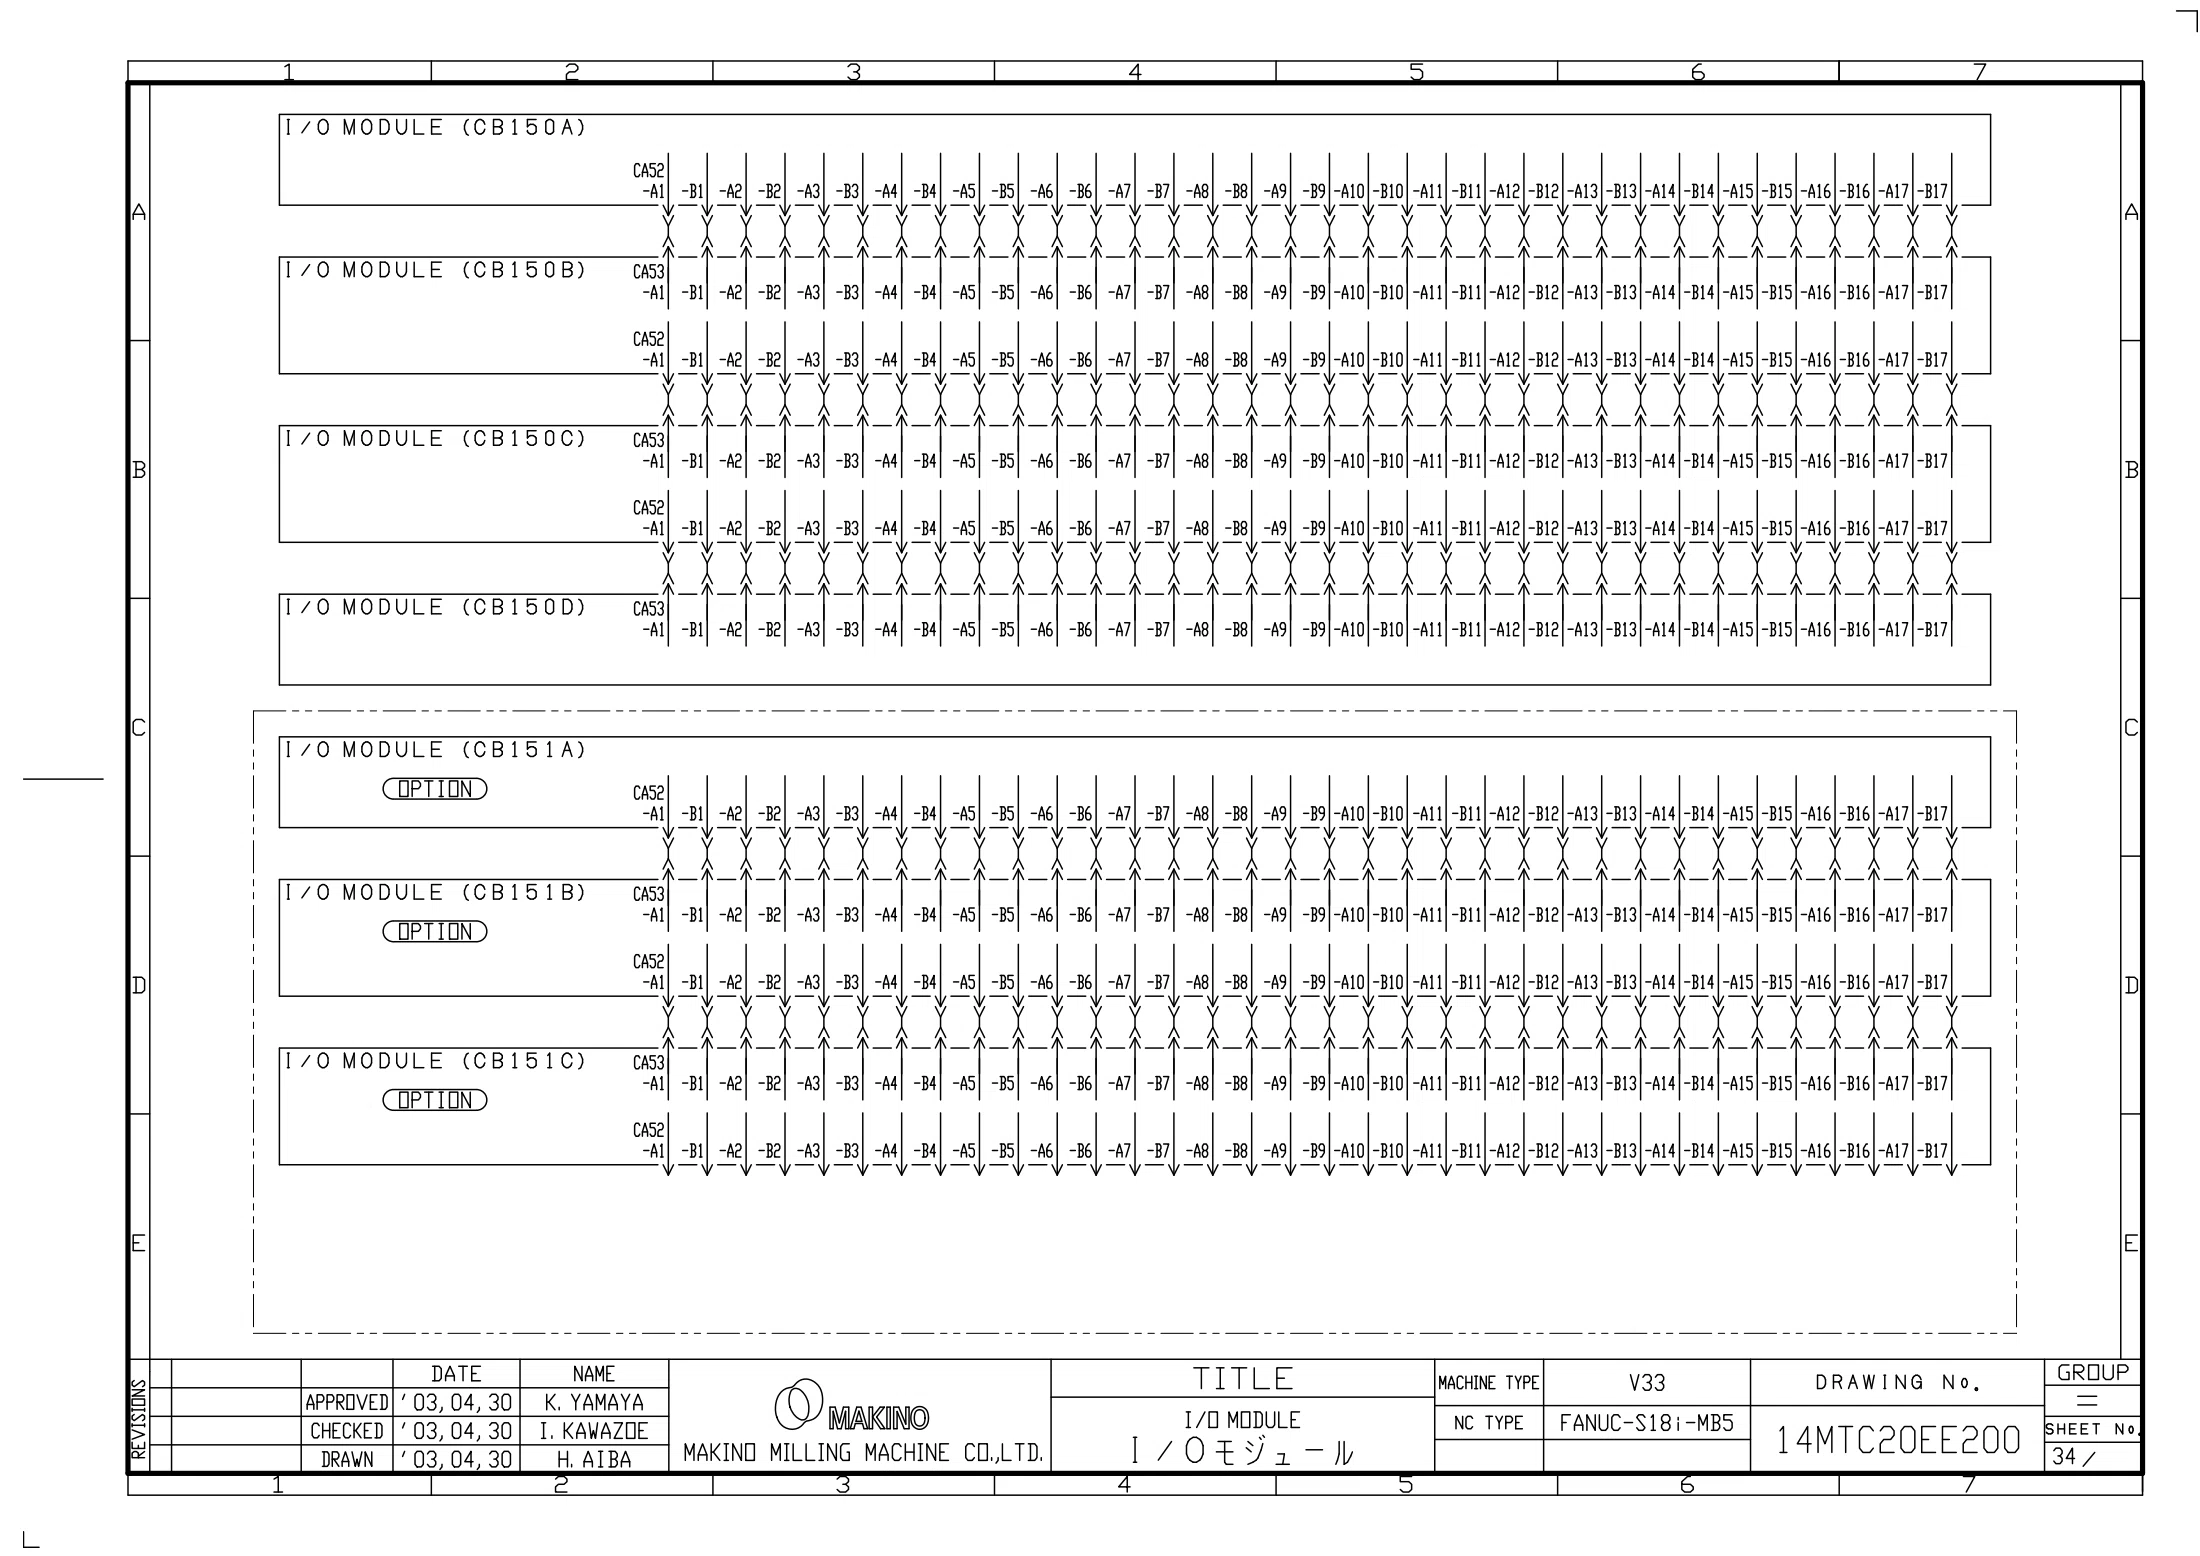 1 2 3 4 5 6 7
I/O MODULE (CB150A)
CA52
-A1 -B1 -A2 -B2 -A3 -B3 -A4 -B4 -A5 -B5 -A6 -B6 -A7 -B7 -A8 -B8 -A9 -B9 -A10 -B10 -A11 -B11 -A12 -B12 -A13 -B13 -A14 -B14 -A15 -B15 -A16 -B16 -A17 -B17
A A
I/O MODULE (CB150B) CA53
-A1 -B1 -A2 -B2 -A3 -B3 -A4 -B4 -A5 -B5 -A6 -B6 -A7 -B7 -A8 -B8 -A9 -B9 -A10 -B10 -A11 -B11 -A12 -B12 -A13 -B13 -A14 -B14 -A15 -B15 -A16 -B16 -A17 -B17
CA52
-A1 -B1 -A2 -B2 -A3 -B3 -A4 -B4 -A5 -B5 -A6 -B6 -A7 -B7 -A8 -B8 -A9 -B9 -A10 -B10 -A11 -B11 -A12 -B12 -A13 -B13 -A14 -B14 -A15 -B15 -A16 -B16 -A17 -B17
I/O MODULE (CB150C) CA53
-A1 -B1 -A2 -B2 -A3 -B3 -A4 -B4 -A5 -B5 -A6 -B6 -A7 -B7 -A8 -B8 -A9 -B9 -A10 -B10 -A11 -B11 -A12 -B12 -A13 -B13 -A14 -B14 -A15 -B15 -A16 -B16 -A17 -B17
B B
CA52
-A1 -B1 -A2 -B2 -A3 -B3 -A4 -B4 -A5 -B5 -A6 -B6 -A7 -B7 -A8 -B8 -A9 -B9 -A10 -B10 -A11 -B11 -A12 -B12 -A13 -B13 -A14 -B14 -A15 -B15 -A16 -B16 -A17 -B17
I/O MODULE (CB150D) CA53
-A1 -B1 -A2 -B2 -A3 -B3 -A4 -B4 -A5 -B5 -A6 -B6 -A7 -B7 -A8 -B8 -A9 -B9 -A10 -B10 -A11 -B11 -A12 -B12 -A13 -B13 -A14 -B14 -A15 -B15 -A16 -B16 -A17 -B17
C C
I/O MODULE (CB151A)
OPTION CA52
-A1 -B1 -A2 -B2 -A3 -B3 -A4 -B4 -A5 -B5 -A6 -B6 -A7 -B7 -A8 -B8 -A9 -B9 -A10 -B10 -A11 -B11 -A12 -B12 -A13 -B13 -A14 -B14 -A15 -B15 -A16 -B16 -A17 -B17
I/O MODULE (CB151B) CA53
-A1 -B1 -A2 -B2 -A3 -B3 -A4 -B4 -A5 -B5 -A6 -B6 -A7 -B7 -A8 -B8 -A9 -B9 -A10 -B10 -A11 -B11 -A12 -B12 -A13 -B13 -A14 -B14 -A15 -B15 -A16 -B16 -A17 -B17
OPTION
CA52
-A1 -B1 -A2 -B2 -A3 -B3 -A4 -B4 -A5 -B5 -A6 -B6 -A7 -B7 -A8 -B8 -A9 -B9 -A10 -B10 -A11 -B11 -A12 -B12 -A13 -B13 -A14 -B14 -A15 -B15 -A16 -B16 -A17 -B17
D D
I/O MODULE (CB151C) CA53
-A1 -B1 -A2 -B2 -A3 -B3 -A4 -B4 -A5 -B5 -A6 -B6 -A7 -B7 -A8 -B8 -A9 -B9 -A10 -B10 -A11 -B11 -A12 -B12 -A13 -B13 -A14 -B14 -A15 -B15 -A16 -B16 -A17 -B17
OPTION
CA52
-A1 -B1 -A2 -B2 -A3 -B3 -A4 -B4 -A5 -B5 -A6 -B6 -A7 -B7 -A8 -B8 -A9 -B9 -A10 -B10 -A11 -B11 -A12 -B12 -A13 -B13 -A14 -B14 -A15 -B15 -A16 -B16 -A17 -B17
E E
REVISIONS
DATE NAME
APPROVED '03,04,30 K. YAMAYA
CHECKED '03,04,30 I. KAWAZOE
DRAWN '03,04,30 H. AIBA
MAKINO
MAKINO MILLING MACHINE CO.,LTD.
TITLE
I/O MODULE
I/Oモジュール
MACHINE TYPE V33
NC TYPE FANUC-S18i-MB5
DRAWING No.
14MTC20EE200
GROUP
=
SHEET No.
34/
1 2 3 4 5 6 7